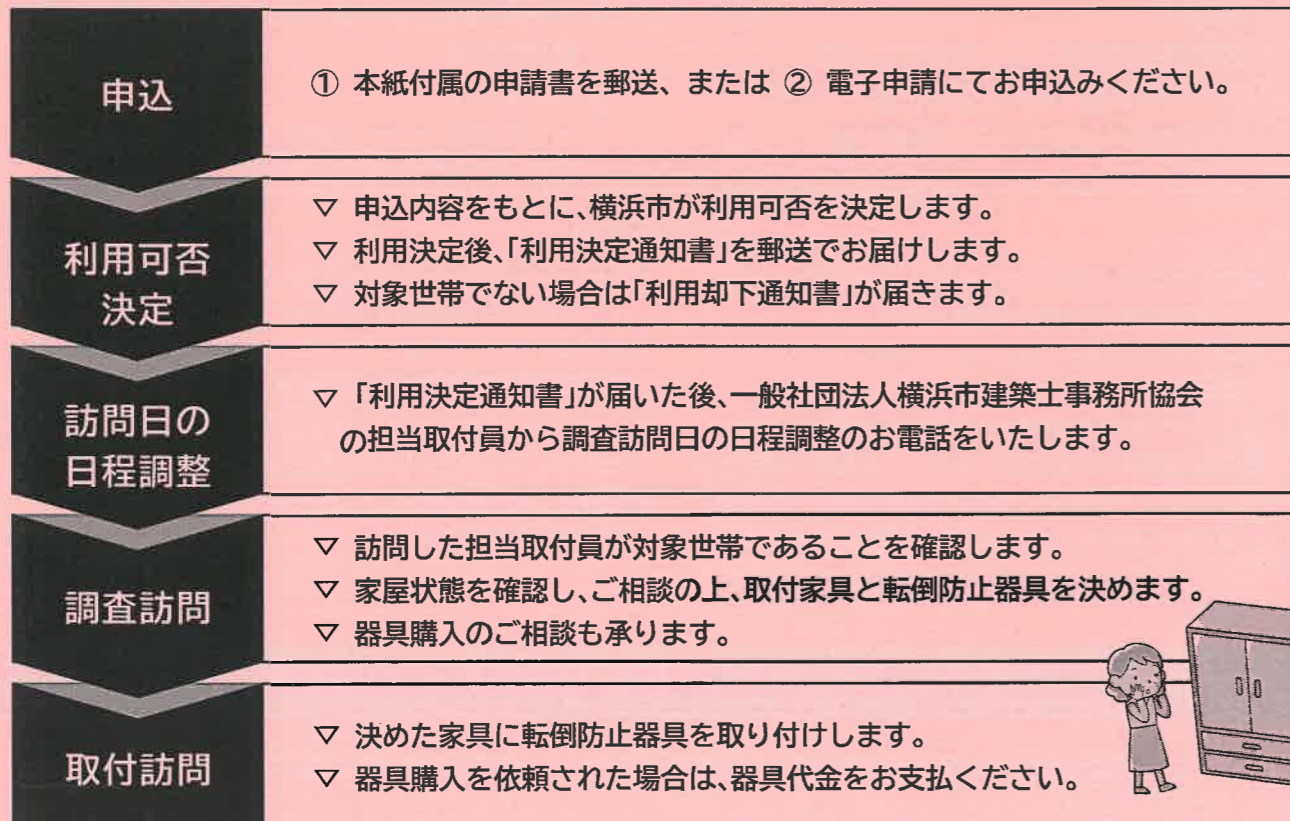 申込
① 本紙付属の申請書を郵送、または ② 電子申請にてお申込みください。
利用可否
決定
▽ 申込内容をもとに、横浜市が利用可否を決定します。
▽ 利用決定後、「利用決定通知書」を郵送でお届けします。
▽ 対象世帯でない場合は「利用却下通知書」が届きます。
訪問日の
日程調整
▽ 「利用決定通知書」が届いた後、一般社団法人横浜市建築士事務所協会
の担当取付員から調査訪問日の日程調整のお電話をいたします。
調査訪問
▽ 訪問した担当取付員が対象世帯であることを確認します。
▽ 家屋状態を確認し、ご相談の上、取付家具と転倒防止器具を決めます。
▽ 器具購入のご相談も承ります。
取付訪問
▽ 決めた家具に転倒防止器具を取り付けします。
▽ 器具購入を依頼された場合は、器具代金をお支払ください。